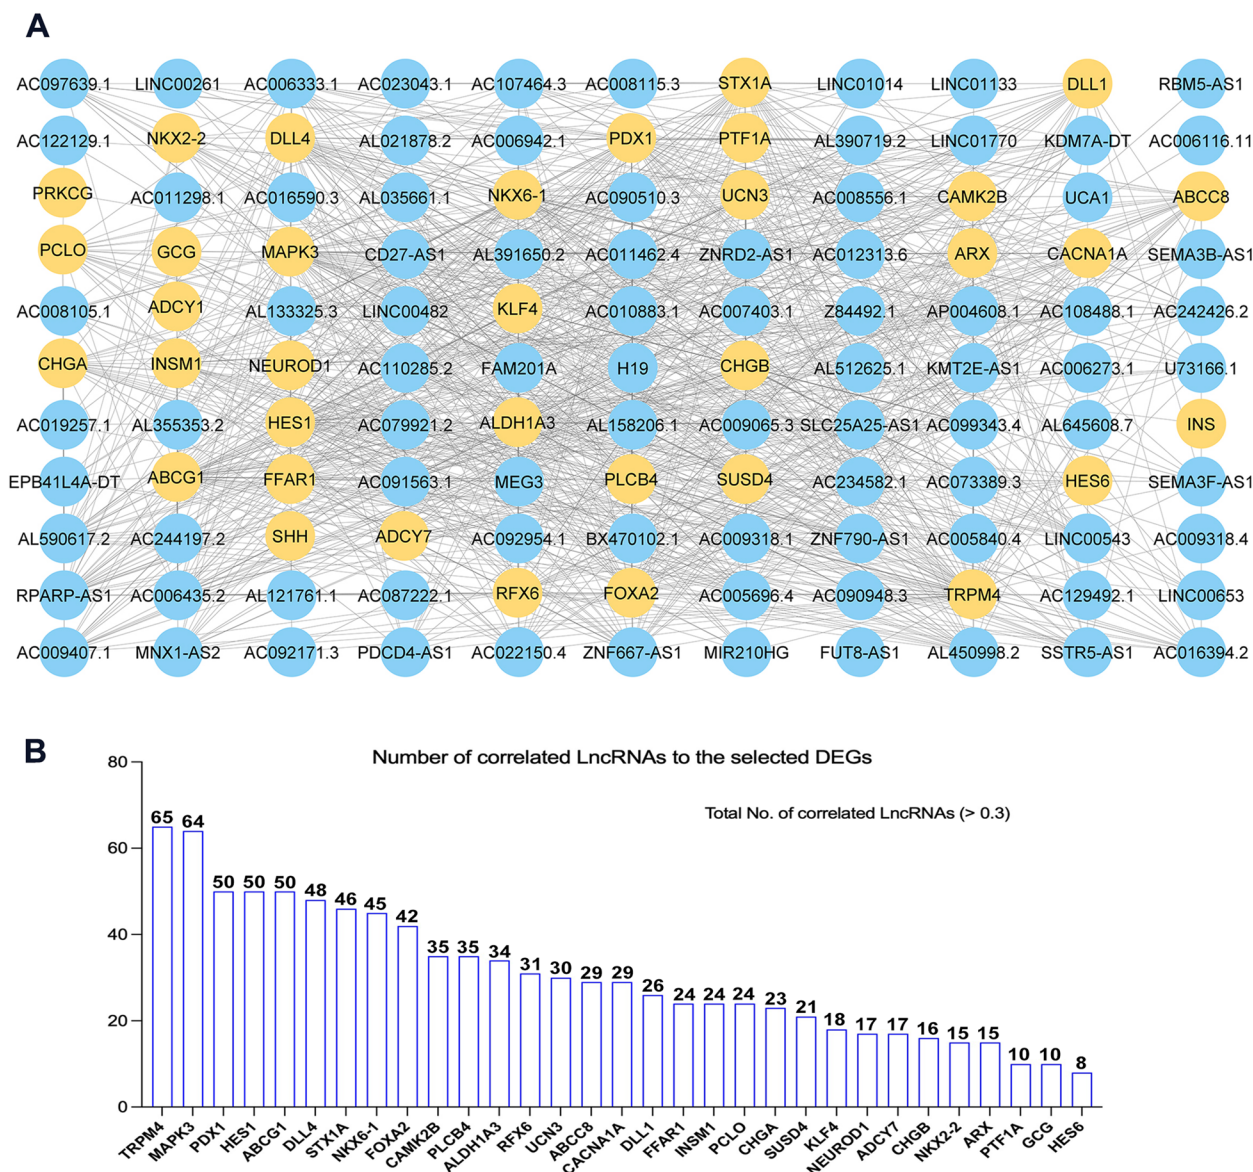 A
AC097639.1 LINC00261 AC006333.1 AC023043.1 AC107464.3 AC008115.3 STX1A LINC01014 LINC01133 DLL1 RBM5-AS1
AC122129.1 NKX2-2 DLL4 AL021878.2 AC006942.1 PDX1 PTF1A AL390719.2 LINC01770 KDM7A-DT AC006116.11
PRKCG AC011298.1 AC016590.3 AL035661.1 NKX6-1 AC090510.3 UCN3 AC008556.1 CAMK2B UCA1 ABCC8
PCLO GCG MAPK3 CD27-AS1 AL391650.2 AC011462.4 ZNRD2-AS1 AC012313.6 ARX CACNA1A SEMA3B-AS1
AC008105.1 ADCY1 AL133325.3 LINC00482 KLF4 AC010883.1 AC007403.1 Z84492.1 AP004608.1 AC108488.1 AC242426.2
CHGA INSM1 NEUROD1 AC110285.2 FAM201A H19 CHGB AL512625.1 KMT2E-AS1 AC006273.1 U73166.1
AC019257.1 AL355353.2 HES1 AC079921.2 ALDH1A3 AL158206.1 AC009065.3 SLC25A25-AS1 AC099343.4 AL645608.7 INS
EPB41L4A-DT ABCG1 FFAR1 AC091563.1 MEG3 PLCB4 SUSD4 AC234582.1 AC073389.3 HES6 SEMA3F-AS1
AL590617.2 AC244197.2 SHH ADCY7 AC092954.1 BX470102.1 AC009318.1 ZNF790-AS1 AC005840.4 LINC00543 AC009318.4
RPARP-AS1 AC006435.2 AL121761.1 AC087222.1 RFX6 FOXA2 AC005696.4 AC090948.3 TRPM4 AC129492.1 LINC00653
AC009407.1 MNX1-AS2 AC092171.3 PDCD4-AS1 AC022150.4 ZNF667-AS1 MIR210HG FUT8-AS1 AL450998.2 SSTR5-AS1 AC016394.2
B
Number of correlated LncRNAs to the selected DEGs
Total No. of correlated LncRNAs (> 0.3)
80
60
40
20
0
65 64 50 50 50 48 46 45 42 35 35 34 31 30 29 29 26 24 24 24 23 21 18 17 17 16 15 15 10 10 8
TRPM4 MAPK3 PDX1 HES1 ABCG1 DLL4 STX1A NKX6-1 FOXA2 CAMK2B PLCB4 ALDH1A3 RFX6 UCN3 ABCC8 CACNA1A DLL1 FFAR1 INSM1 PCLO CHGA SUSD4 KLF4 NEUROD1 ADCY7 CHGB NKX2-2 ARX PTF1A GCG HES6